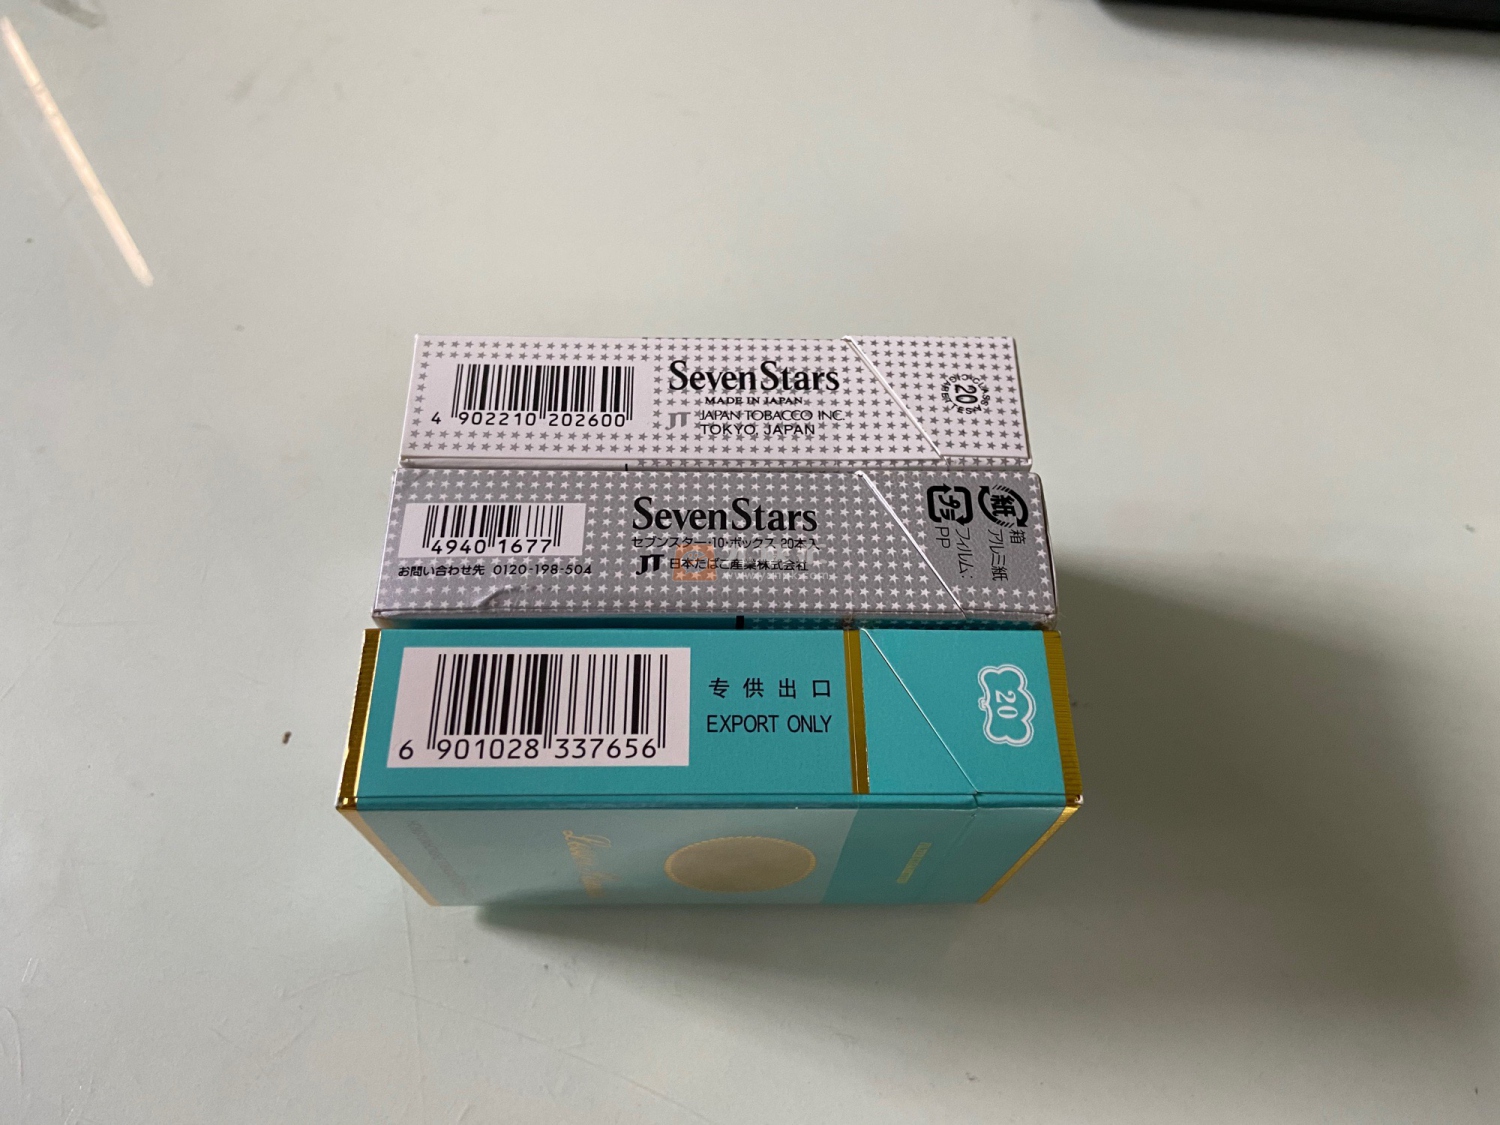 SevenStars
MADE IN JAPAN
JT JAPAN TOBACCO INC.
TOKYO, JAPAN
4 902210 202600
20
SevenStars
セブンスター・10・ボックス 20本入
JT 日本たばこ産業株式会社
4940 1677
お問い合わせ先 0120-198-504
紙
箱
アルミ紙
プラ
フィルム:
PP
6 901028 337656
专供出口
EXPORT ONLY
20